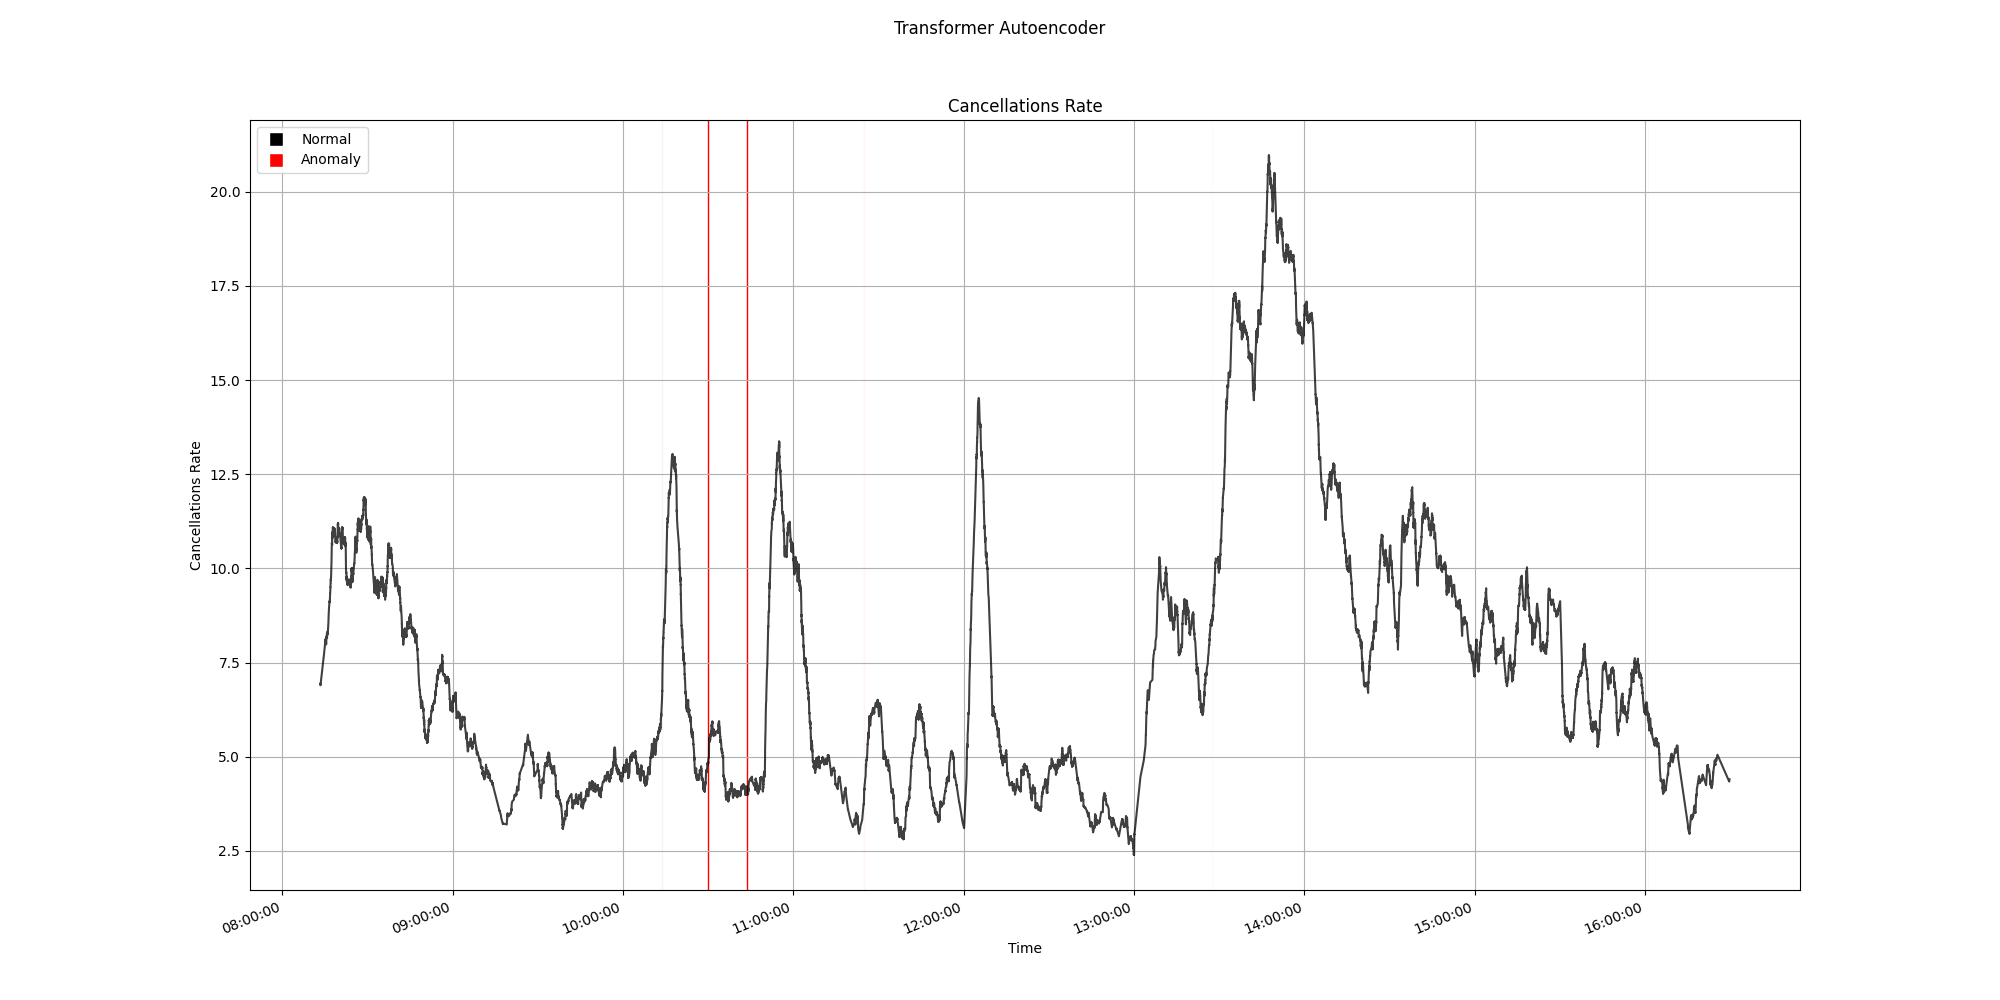 Transformer Autoencoder
Cancellations Rate
Normal
Anomaly
20.0
17.5
15.0
12.5
10.0
7.5
5.0
2.5
Cancellations Rate
08:00:00
09:00:00
10:00:00
11:00:00
12:00:00
13:00:00
14:00:00
15:00:00
16:00:00
Time